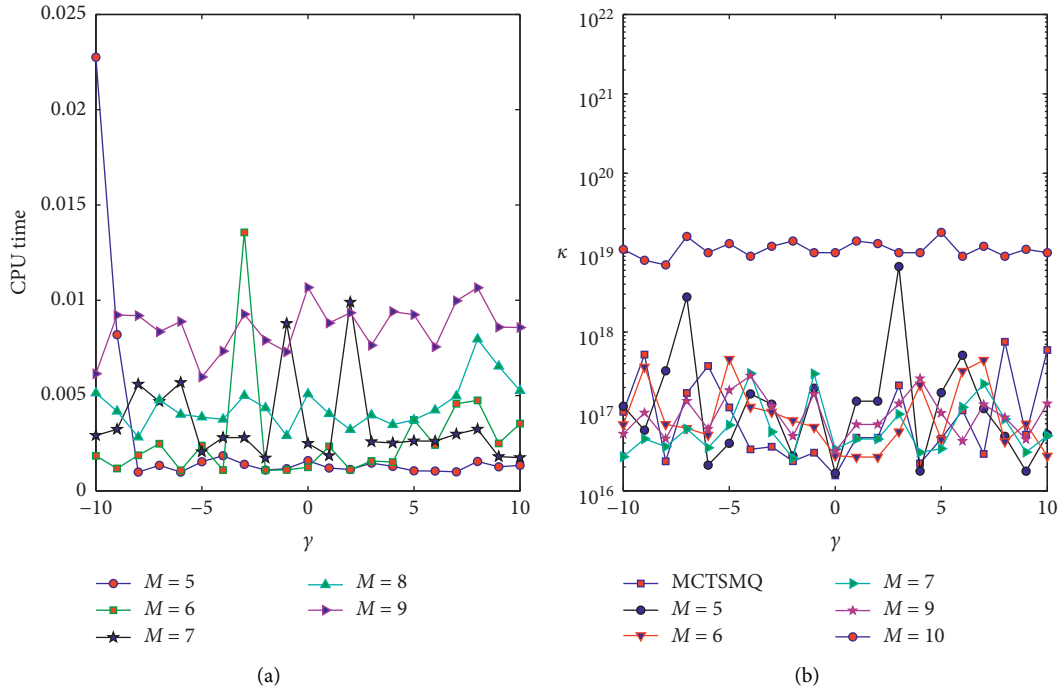 0.025
0.02
0.015
0.01
0.005
0
CPU time
−10
−5
0
5
10
γ
M = 5
M = 6
M = 7
M = 8
M = 9
(a)
10^22
10^21
10^20
10^19
10^18
10^17
10^16
κ
−10
−5
0
5
10
γ
MCTSMQ
M = 5
M = 6
M = 7
M = 9
M = 10
(b)